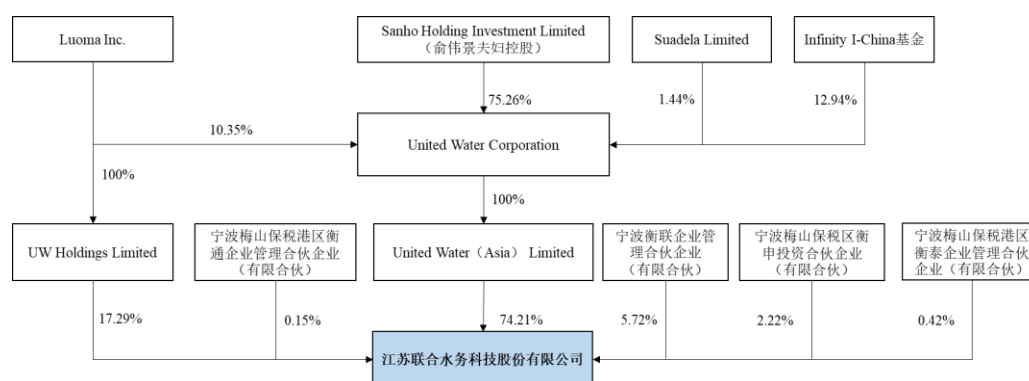 Luoma Inc.
Sanho Holding Investment Limited
（俞伟景夫妇控股）
Suadela Limited
Infinity I-China基金
75.26%
1.44%
12.94%
10.35%
United Water Corporation
100%
100%
UW Holdings Limited
宁波梅山保税港区衡
通企业管理合伙企业
（有限合伙）
United Water（Asia）Limited
宁波衡联企业管
理合伙企业
（有限合伙）
宁波梅山保税区衡
申投资合伙企业
（有限合伙）
宁波梅山保税港区
衡泰企业管理合伙
企业（有限合伙）
17.29%
0.15%
74.21%
5.72%
2.22%
0.42%
江苏联合水务科技股份有限公司